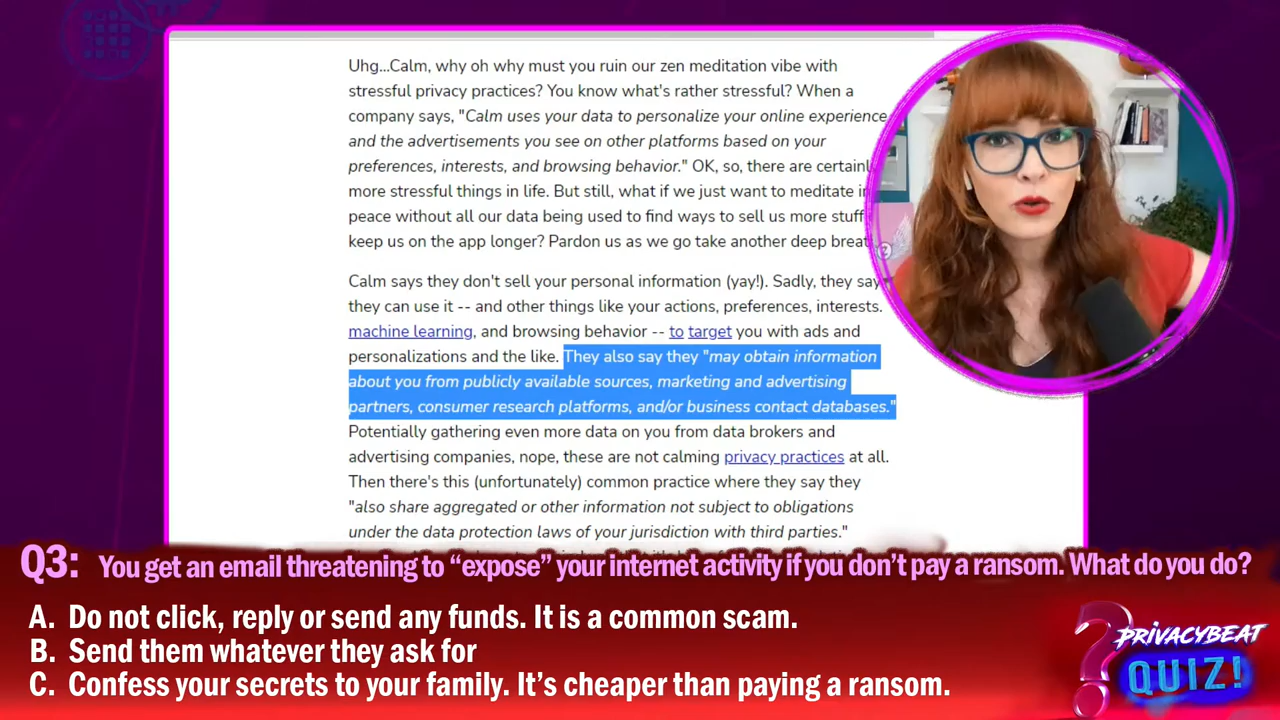 Uhg...Calm, why oh why must you ruin our zen meditation vibe with
stressful privacy practices? You know what's rather stressful? When a
company says, "Calm uses your data to personalize your online experience
and the advertisements you see on other platforms based on your
preferences, interests, and browsing behavior." OK, so, there are
more stressful things in life. But still, what if we just want to meditate in
peace without all our data being used to find ways to sell us more stuff
keep us on the app longer? Pardon us as we go take another deep
Calm says they don't sell your personal information (yay!). Sadly, they say
they can use it -- and other things like your actions, preferences, interests.
machine learning, and browsing behavior -- to target you with ads and
personalizations and the like. They also say they "may obtain information
about you from publicly available sources, marketing and advertising
partners, consumer research platforms, and/or business contact databases."
Potentially gathering even more data on you from data brokers and
advertising companies, nope, these are not calming privacy practices at all.
Then there's this (unfortunately) common practice where they say they
"also share aggregated or other information not subject to obligations
under the data protection laws of your jurisdiction with third parties."
Q3: You get an email threatening to “expose” your internet activity if you don’t pay a ransom. What do you do?
A. Do not click, reply or send any funds. It is a common scam.
B. Send them whatever they ask for
C. Confess your secrets to your family. It’s cheaper than paying a ransom.
?
PRIVACYBEAT
QUIZ!